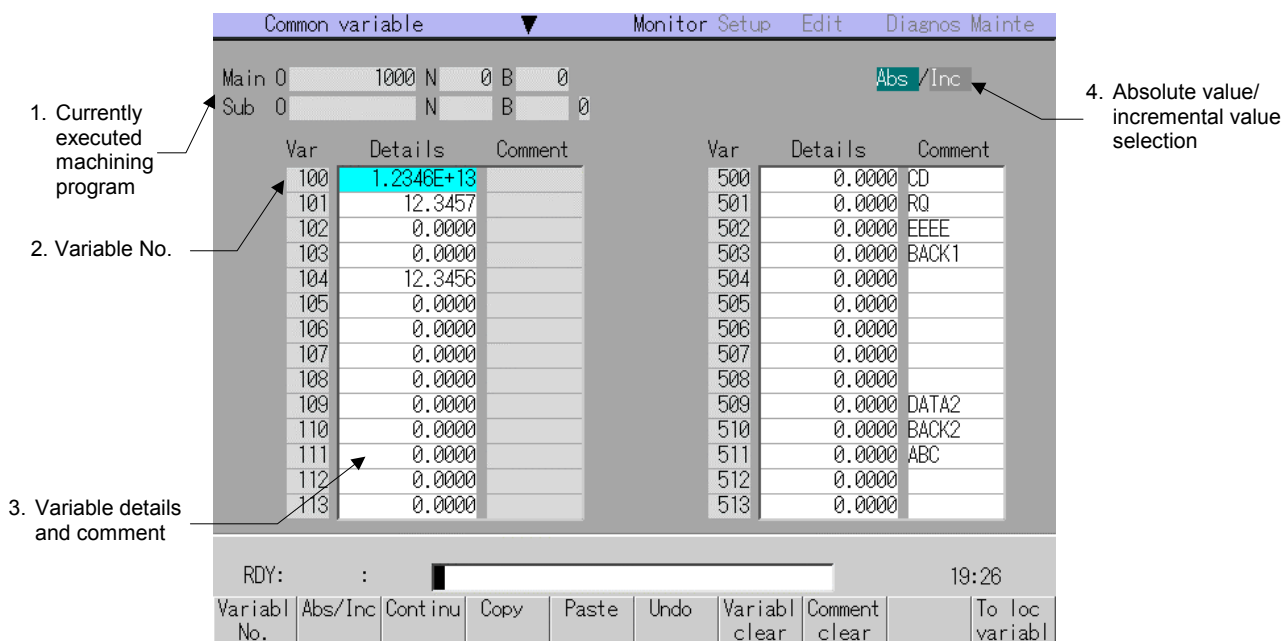 Common variable ▼ Monitor Setup Edit Diagnos Mainte
Main O 1000 N 0 B 0
Abs /Inc
Sub O N B 0
1. Currently
executed
machining
program
2. Variable No.
3. Variable details
and comment
4. Absolute value/
incremental value
selection
Var Details Comment
100 1.2346E+13
101 12.3457
102 0.0000
103 0.0000
104 12.3456
105 0.0000
106 0.0000
107 0.0000
108 0.0000
109 0.0000
110 0.0000
111 0.0000
112 0.0000
113 0.0000
Var Details Comment
500 0.0000 CD
501 0.0000 RQ
502 0.0000 EEEE
503 0.0000 BACK1
504 0.0000
505 0.0000
506 0.0000
507 0.0000
508 0.0000
509 0.0000 DATA2
510 0.0000 BACK2
511 0.0000 ABC
512 0.0000
513 0.0000
RDY: : 19:26
Variabl No.
Abs/Inc
Continu
Copy
Paste
Undo
Variabl clear
Comment clear
To loc variabl